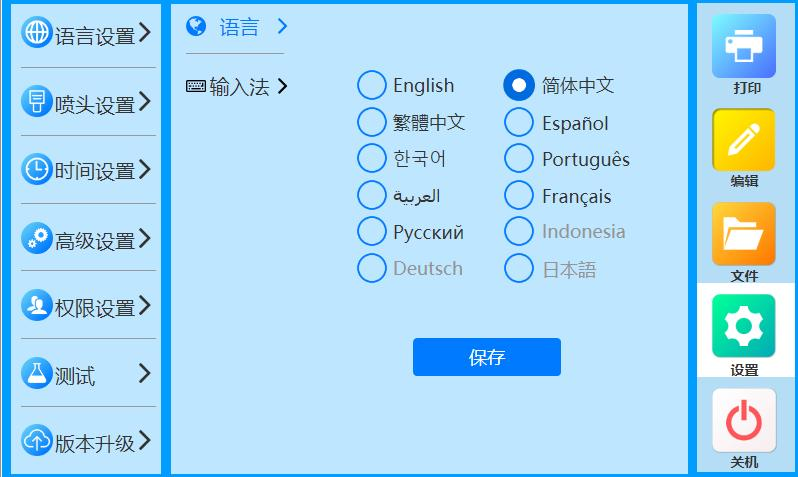 语言设置
喷头设置
时间设置
高级设置
权限设置
测试
版本升级
语言
输入法
English
简体中文
繁體中文
Español
한국어
Português
العربية
Français
Русский
Indonesia
Deutsch
日本語
保存
打印
编辑
文件
设置
关机